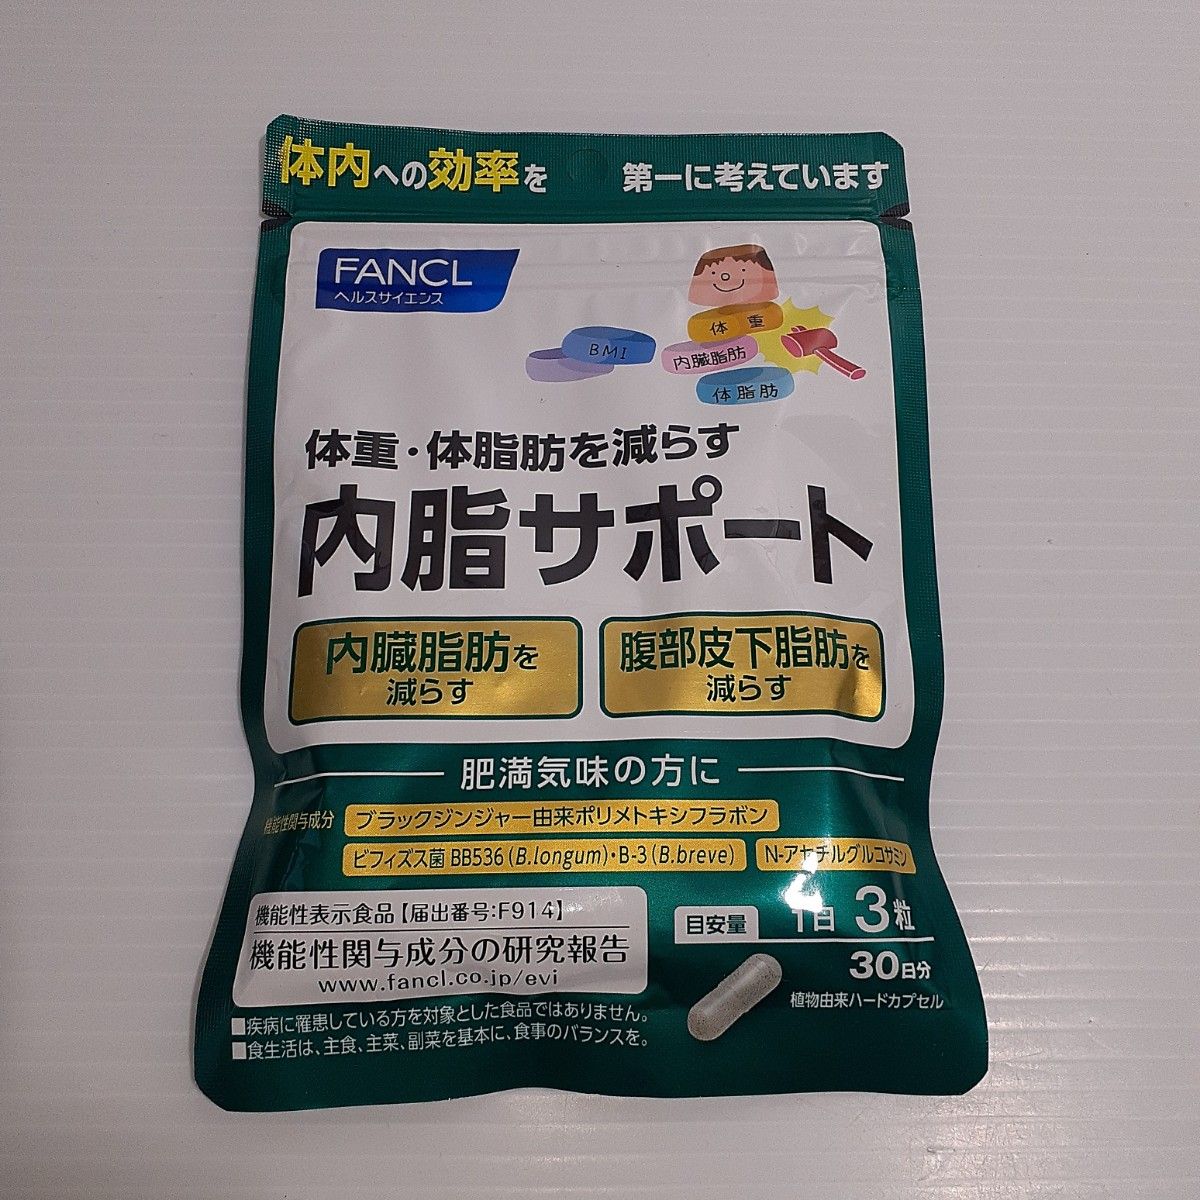 体内への効率を 第一に考えています
FANCL
ヘルスサイエンス
体重
BMI
内臓脂肪
体脂肪
体重・体脂肪を減らす
内脂サポート
内臓脂肪を減らす
腹部皮下脂肪を減らす
肥満気味の方に
機能性関与成分 ブラックジンジャー由来ポリメトキシフラボン
ビフィズス菌 BB536 (B.longum)・B-3 (B.breve) N-アセチルグルコサミン
機能性表示食品【届出番号:F914】
機能性関与成分の研究報告
www.fancl.co.jp/evi
目安量 1日 3粒
30日分
植物由来ハードカプセル
■疾病に罹患している方を対象とした食品ではありません。
■食生活は、主食、主菜、副菜を基本に、食事のバランスを。